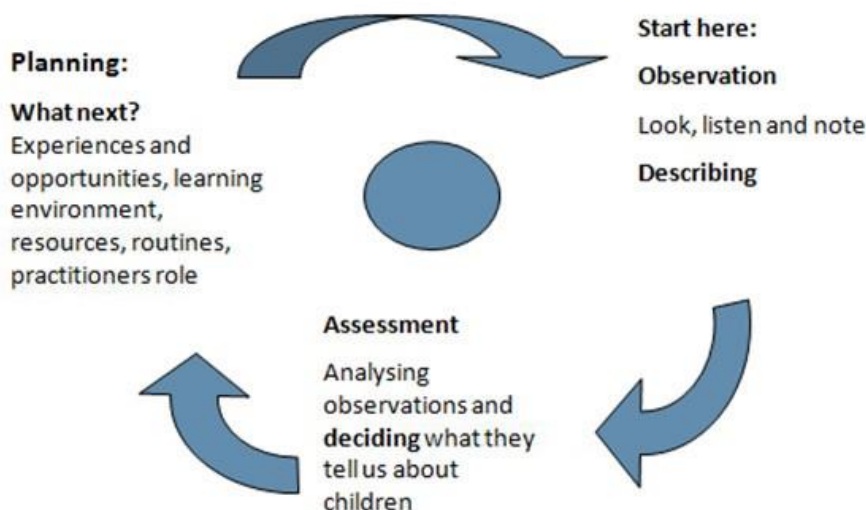 Start here:
Observation
Look, listen and note
Describing
Assessment
Analysing
observations and
deciding what they
tell us about
children
Planning:
What next?
Experiences and
opportunities, learning
environment,
resources, routines,
practitioners role